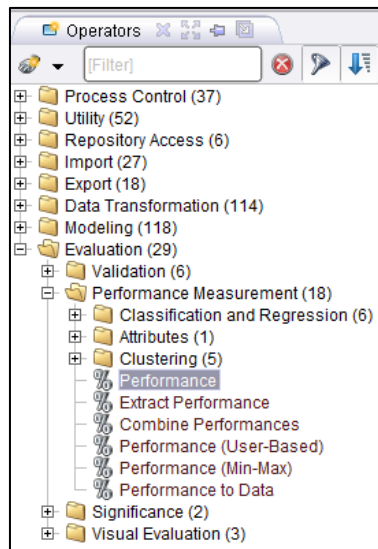 Operators
[Filter]
Process Control (37)
Utility (52)
Repository Access (6)
Import (27)
Export (18)
Data Transformation (114)
Modeling (118)
Evaluation (29)
Validation (6)
Performance Measurement (18)
Classification and Regression (6)
Attributes (1)
Clustering (5)
Performance
Extract Performance
Combine Performances
Performance (User-Based)
Performance (Min-Max)
Performance to Data
Significance (2)
Visual Evaluation (3)